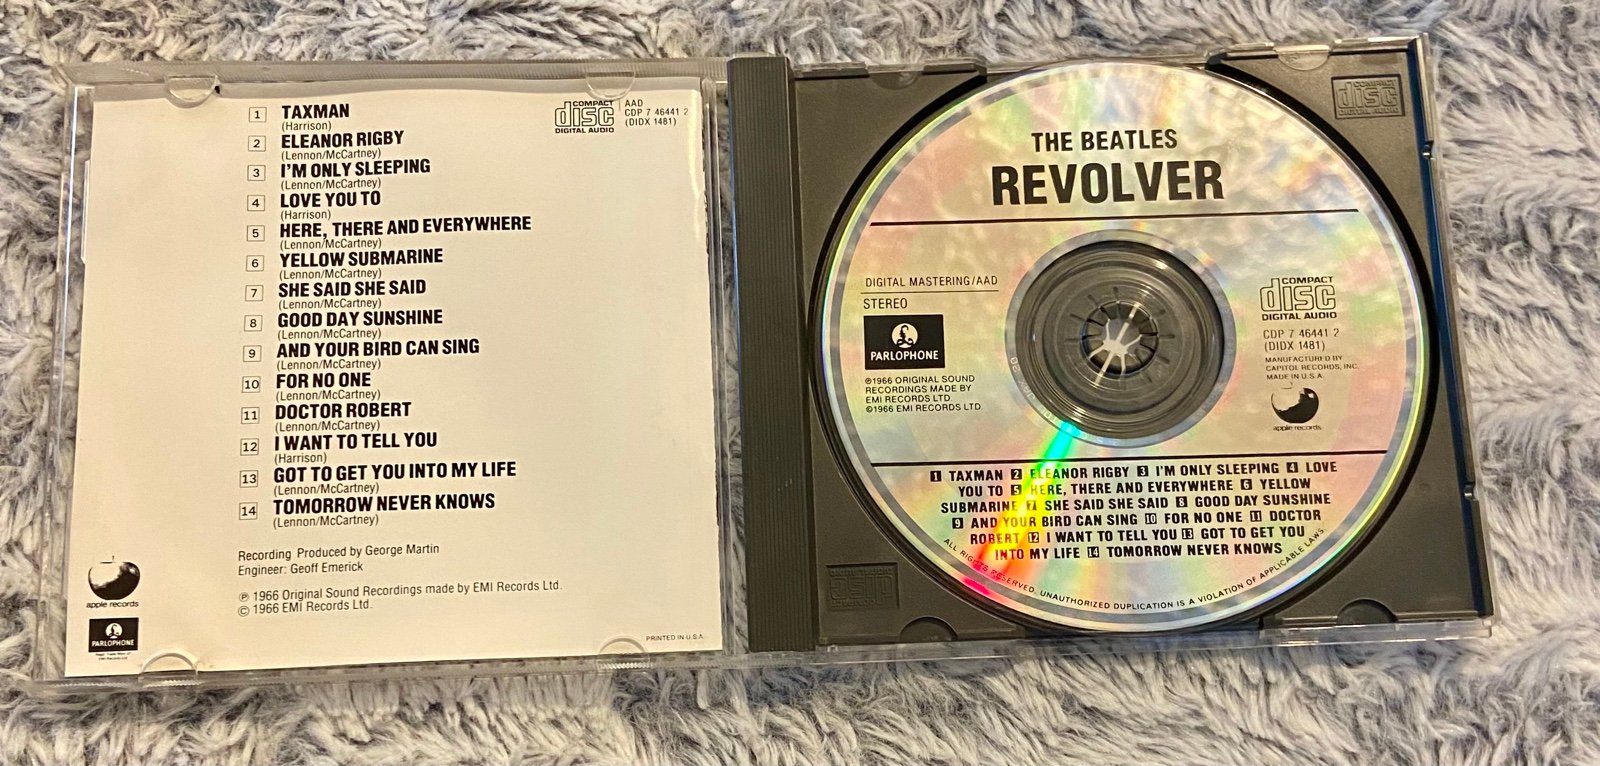 1 TAXMAN
(Harrison)
2 ELEANOR RIGBY
(Lennon/McCartney)
3 I'M ONLY SLEEPING
(Lennon/McCartney)
4 LOVE YOU TO
(Harrison)
5 HERE, THERE AND EVERYWHERE
(Lennon/McCartney)
6 YELLOW SUBMARINE
(Lennon/McCartney)
7 SHE SAID SHE SAID
(Lennon/McCartney)
8 GOOD DAY SUNSHINE
(Lennon/McCartney)
9 AND YOUR BIRD CAN SING
(Lennon/McCartney)
10 FOR NO ONE
(Lennon/McCartney)
11 DOCTOR ROBERT
(Lennon/McCartney)
12 I WANT TO TELL YOU
(Harrison)
13 GOT TO GET YOU INTO MY LIFE
(Lennon/McCartney)
14 TOMORROW NEVER KNOWS
(Lennon/McCartney)
COMPACT
disc
DIGITAL AUDIO
AAD
CDP 7 46441 2
(DIDX 1481)
Recording Produced by George Martin
Engineer: Geoff Emerick
℗ 1966 Original Sound Recordings made by EMI Records Ltd.
© 1966 EMI Records Ltd.
apple records
PARLOPHONE
PRINTED IN U.S.A.
THE BEATLES
REVOLVER
DIGITAL MASTERING/AAD
STEREO
PARLOPHONE
℗1966 ORIGINAL SOUND
RECORDINGS MADE BY
EMI RECORDS LTD.
©1966 EMI RECORDS LTD.
COMPACT
disc
DIGITAL AUDIO
CDP 7 46441 2
(DIDX 1481)
MANUFACTURED BY
CAPITOL RECORDS, INC.
MADE IN U.S.A.
apple records
1 TAXMAN 2 ELEANOR RIGBY 3 I'M ONLY SLEEPING 4 LOVE
YOU TO 5 HERE, THERE AND EVERYWHERE 6 YELLOW
SUBMARINE 7 SHE SAID SHE SAID 8 GOOD DAY SUNSHINE
9 AND YOUR BIRD CAN SING 10 FOR NO ONE 11 DOCTOR
ROBERT 12 I WANT TO TELL YOU 13 GOT TO GET YOU
INTO MY LIFE 14 TOMORROW NEVER KNOWS
ALL RIGHTS RESERVED. UNAUTHORIZED DUPLICATION IS A VIOLATION OF APPLICABLE LAWS.
COMPACT
disc
disc